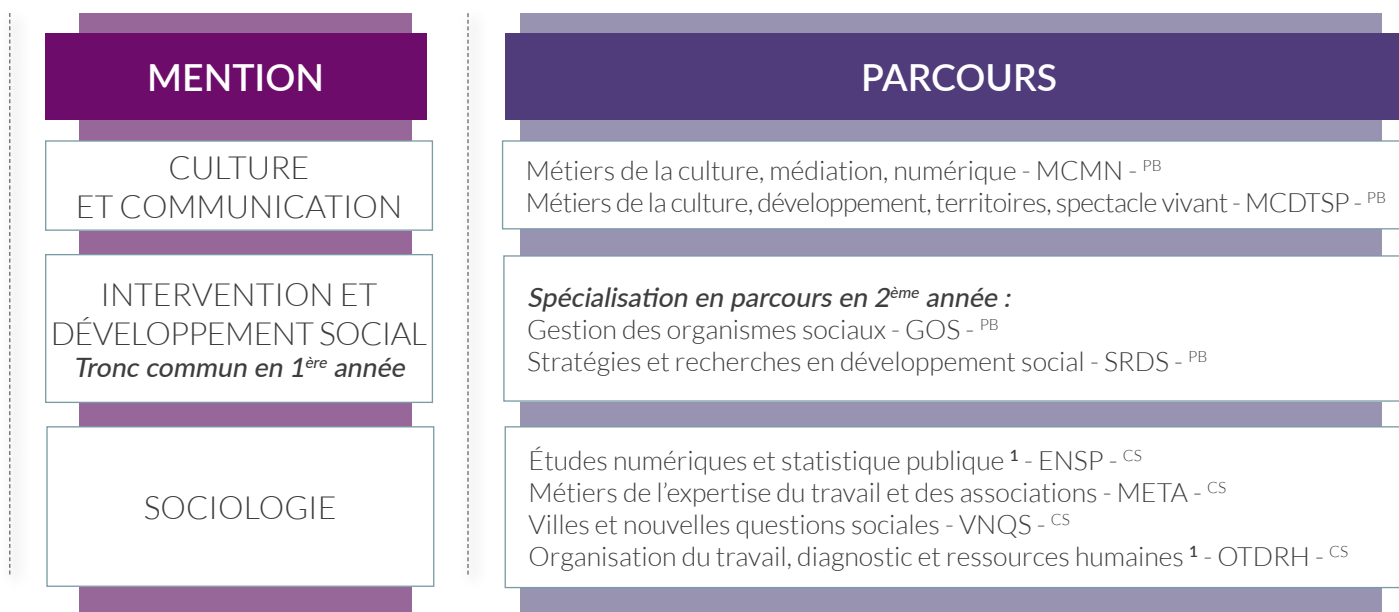 MENTION
PARCOURS
CULTURE
ET COMMUNICATION
Métiers de la culture, médiation, numérique - MCMN - PB
Métiers de la culture, développement, territoires, spectacle vivant - MCDTSP - PB
INTERVENTION ET
DÉVELOPPEMENT SOCIAL
Tronc commun en 1ère année
Spécialisation en parcours en 2ème année :
Gestion des organismes sociaux - GOS - PB
Stratégies et recherches en développement social - SRDS - PB
SOCIOLOGIE
Études numériques et statistique publique 1 - ENSP - CS
Métiers de l’expertise du travail et des associations - META - CS
Villes et nouvelles questions sociales - VNQS - CS
Organisation du travail, diagnostic et ressources humaines 1 - OTDRH - CS